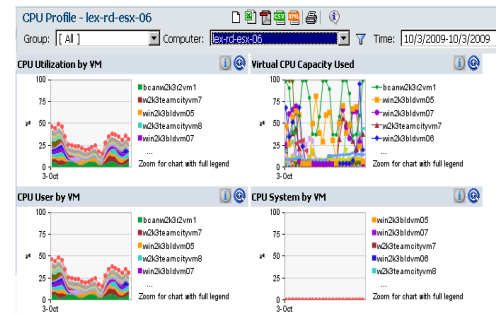 CPU Profile - lex-rd-esx-06
Group: [ All ] Computer: lex-rd-esx-06 Time: 10/3/2009-10/3/2009
CPU Utilization by VM
100
75
50
25
0
3-Oct
%
bcanw2k3r2vm1
w2k3teamcityvm7
win2k3bldvm05
w2k3teamcityvm8
win2k3bldvm07
...
Zoom for chart with full legend
Virtual CPU Capacity Used
100
75
50
25
0
3-Oct
%
bcanw2k3r2vm1
win2k3bldvm05
win2k3bldvm07
w2k3teamcityvm7
win2k3bldvm06
...
Zoom for chart with full legend
CPU User by VM
100
75
50
25
0
3-Oct
%
bcanw2k3r2vm1
w2k3teamcityvm7
win2k3bldvm05
w2k3teamcityvm8
win2k3bldvm07
...
Zoom for chart with full legend
CPU System by VM
100
75
50
25
0
3-Oct
%
win2k3bldvm05
win2k3bldvm07
w2k3teamcityvm7
win2k3bldvm06
w2k3teamcityvm8
...
Zoom for chart with full legend